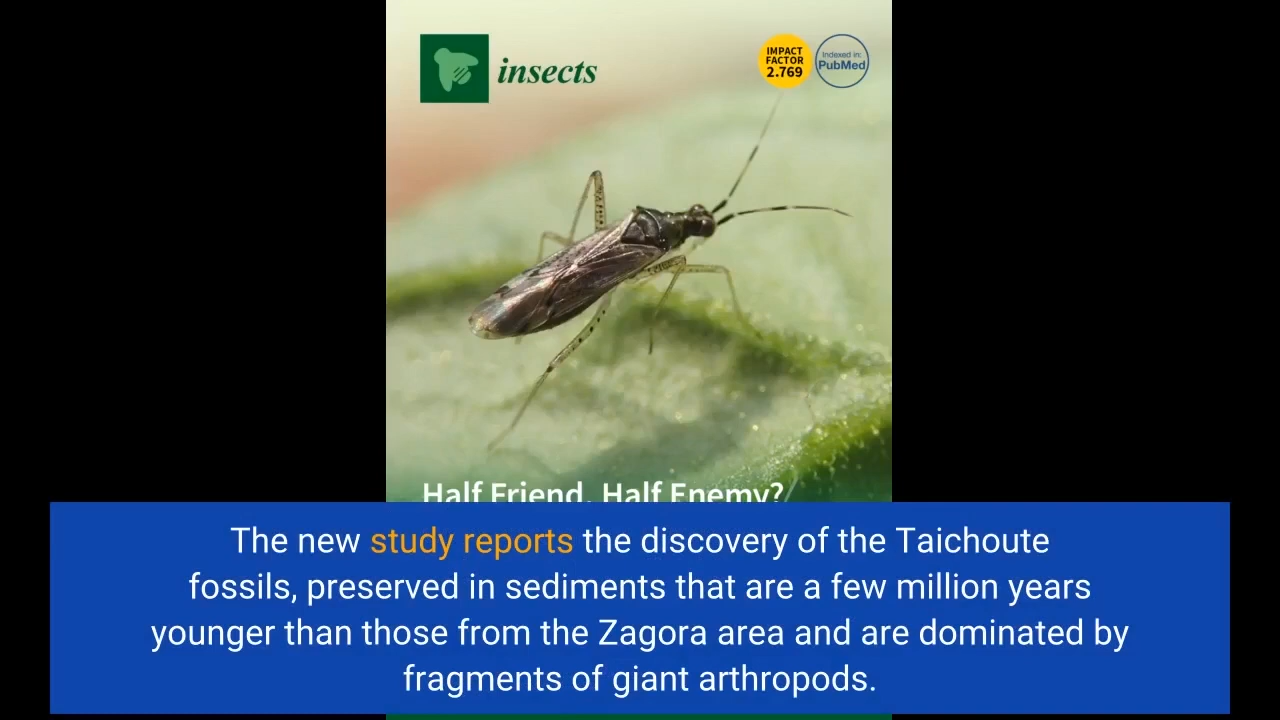 insects
IMPACT
FACTOR
2.769
Indexed in:
PubMed
Half Friend, Half Enemy?
The new study reports the discovery of the Taichoute
fossils, preserved in sediments that are a few million years
younger than those from the Zagora area and are dominated by
fragments of giant arthropods.